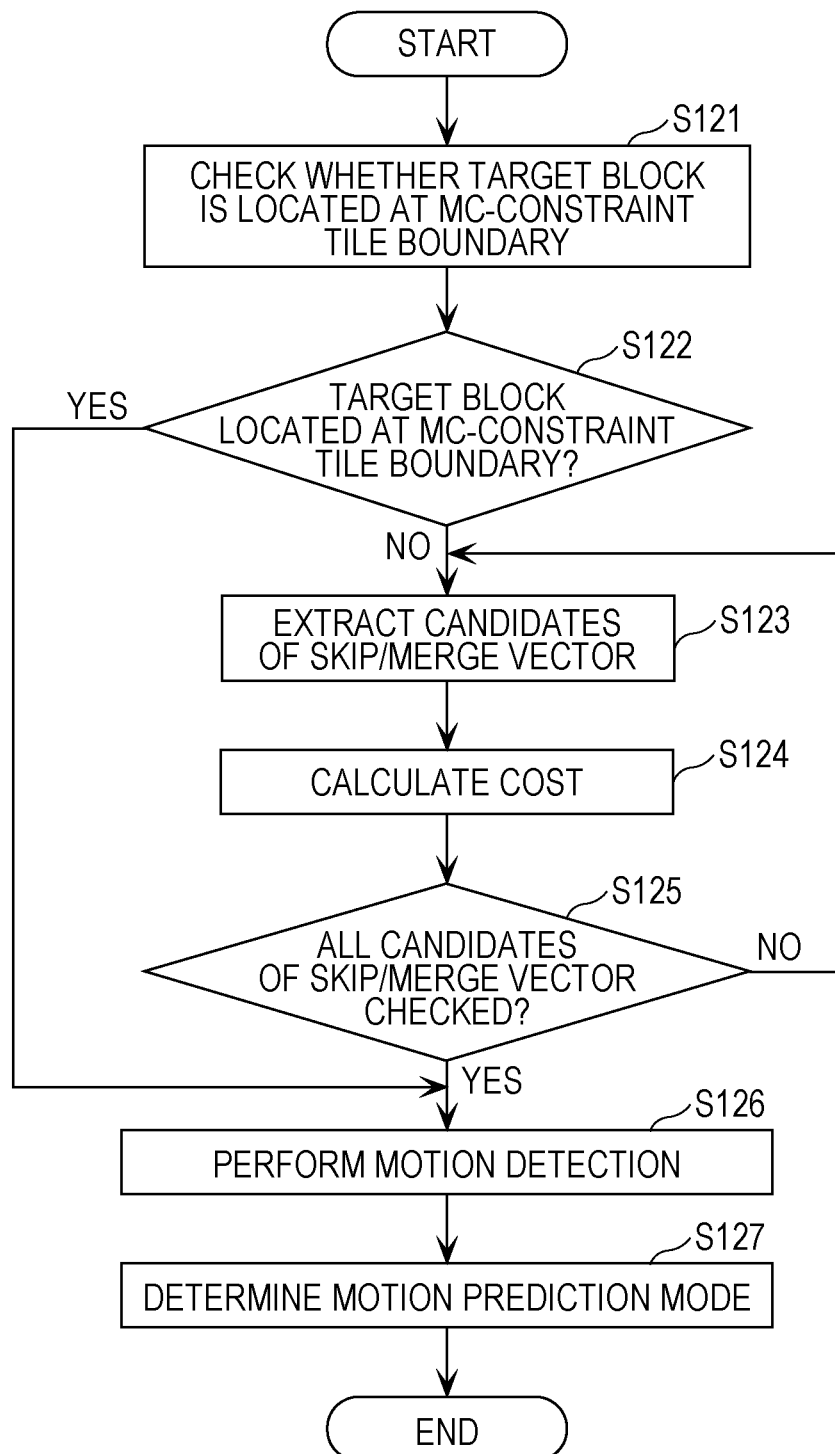 START
S121
CHECK WHETHER TARGET BLOCK
IS LOCATED AT MC-CONSTRAINT
TILE BOUNDARY
S122
YES
TARGET BLOCK
LOCATED AT MC-CONSTRAINT
TILE BOUNDARY?
NO
S123
EXTRACT CANDIDATES
OF SKIP/MERGE VECTOR
S124
CALCULATE COST
S125
ALL CANDIDATES
OF SKIP/MERGE VECTOR
CHECKED?
NO
YES
S126
PERFORM MOTION DETECTION
S127
DETERMINE MOTION PREDICTION MODE
END